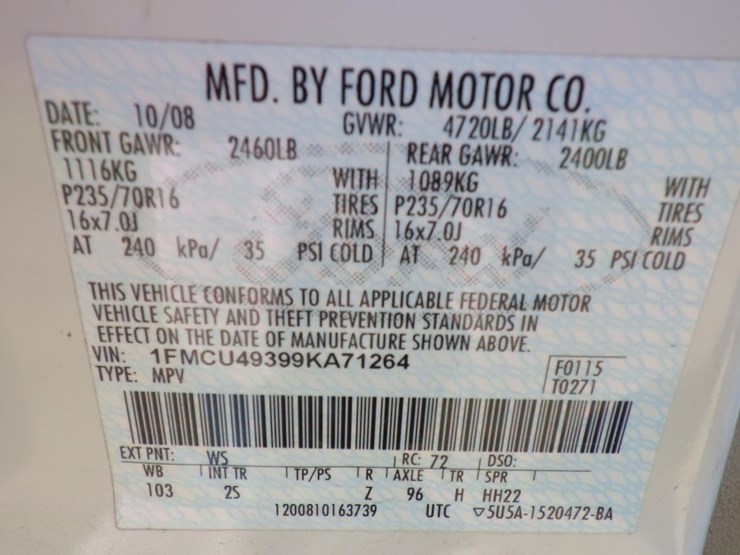 MFD. BY FORD MOTOR CO.
DATE: 10/08 GVWR: 4720LB/ 2141KG
FRONT GAWR: 2460LB REAR GAWR: 2400LB
1116KG WITH 1089KG WITH
P235/70R16 TIRES P235/70R16 TIRES
16x7.0J RIMS 16x7.0J RIMS
AT 240 kPa/ 35 PSI COLD AT 240 kPa/ 35 PSI COLD
THIS VEHICLE CONFORMS TO ALL APPLICABLE FEDERAL MOTOR
VEHICLE SAFETY AND THEFT PREVENTION STANDARDS IN
EFFECT ON THE DATE OF MANUFACTURE SHOWN ABOVE.
VIN: 1FMCU49399KA71264 F0115
TYPE: MPV T0271
EXT PNT: WS RC: 72 DSO:
WB INT TR TP/PS R AXLE TR SPR
103 2S Z 96 H HH22
1200810163739 UTC ▽5U5A-1520472-BA